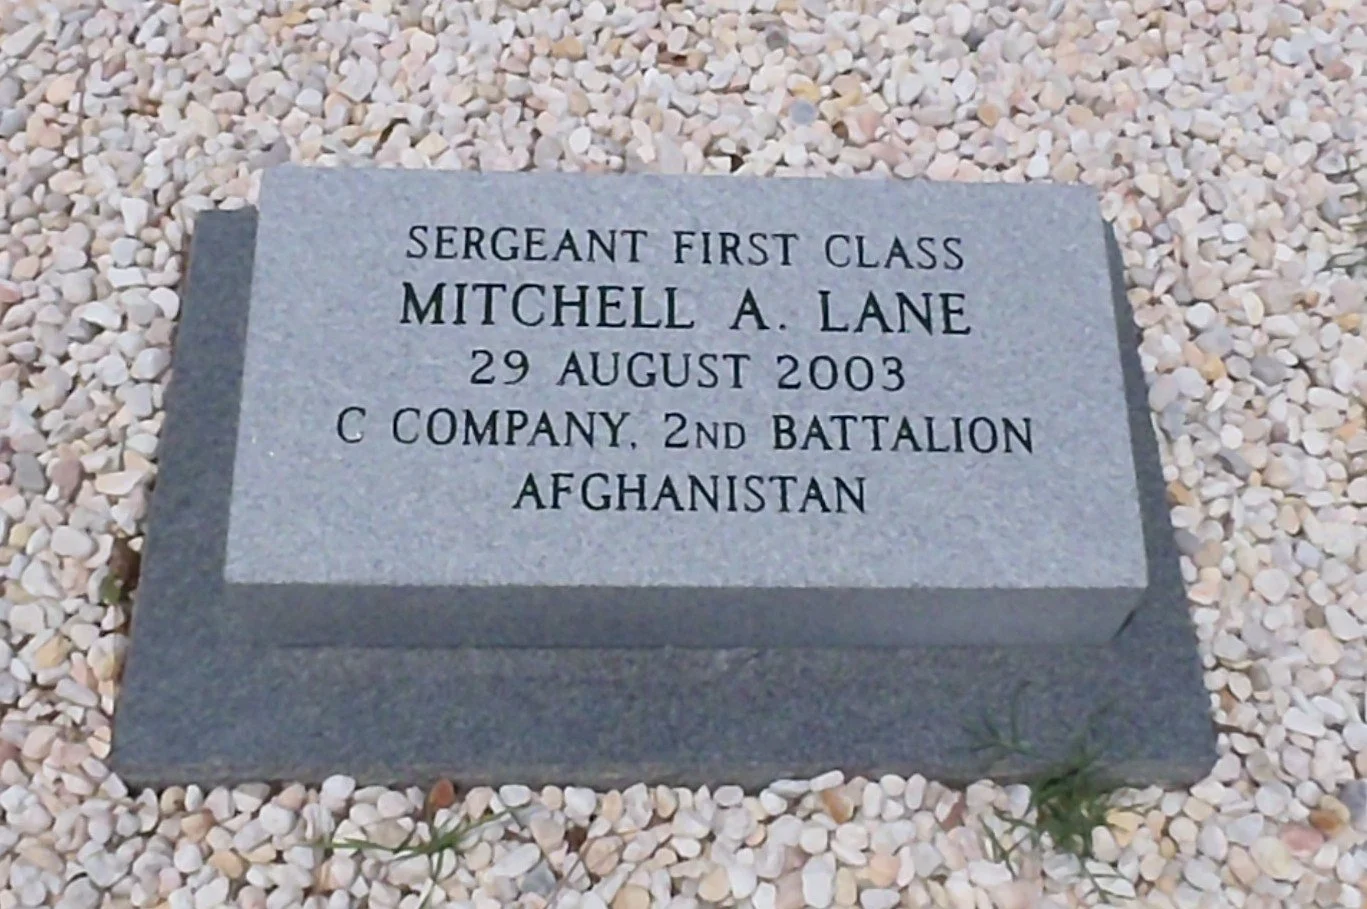 SERGEANT FIRST CLASS
MITCHELL A. LANE
29 AUGUST 2003
C COMPANY, 2ND BATTALION
AFGHANISTAN